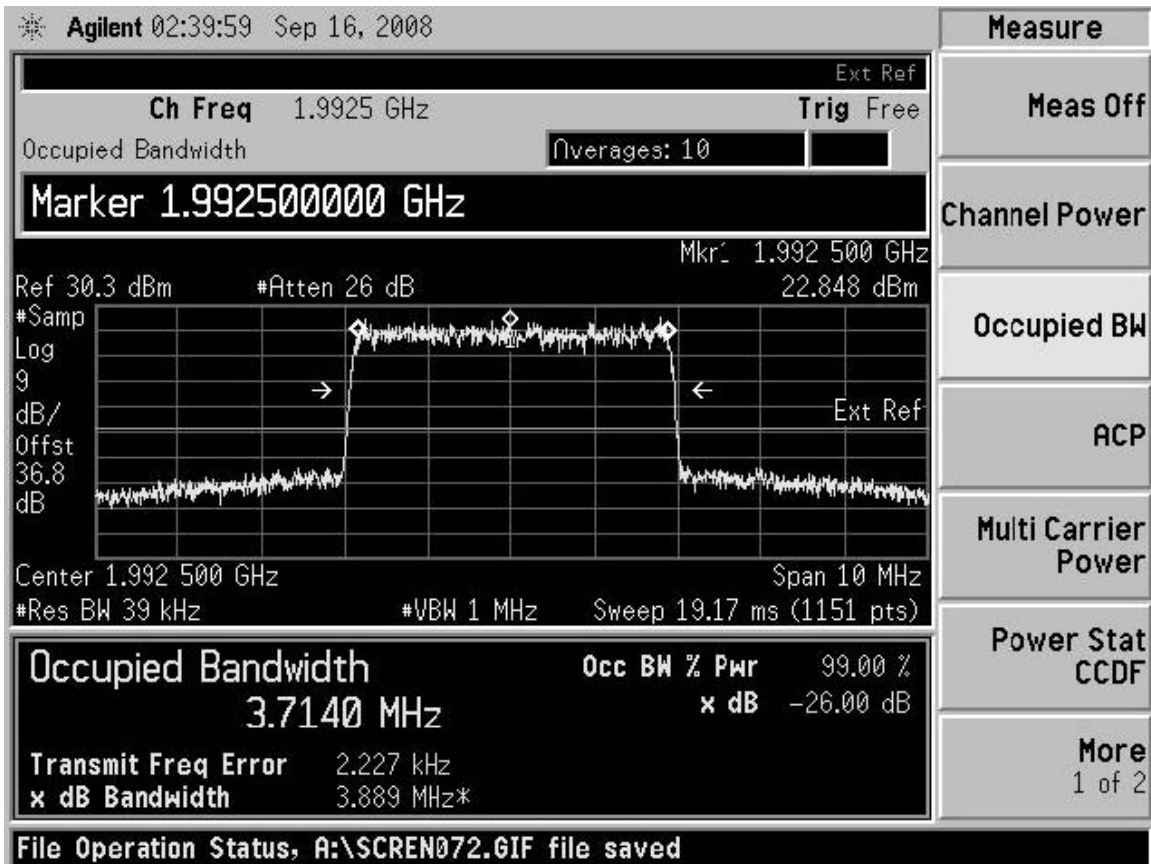 Agilent 02:39:59 Sep 16, 2008
Measure
Ext Ref
Ch Freq 1.9925 GHz
Trig Free
Meas Off
Occupied Bandwidth
Averages: 10
Marker 1.992500000 GHz
Channel Power
Mkr1 1.992 500 GHz
Ref 30.3 dBm #Atten 26 dB 22.848 dBm
#Samp
Log
9
dB/
Offst
36.8
dB
1
Ext Ref
Occupied BW
ACP
Center 1.992 500 GHz Span 10 MHz
#Res BW 39 kHz #VBW 1 MHz Sweep 19.17 ms (1151 pts)
Multi Carrier
Power
Occupied Bandwidth
3.7140 MHz
Occ BW % Pwr 99.00 %
x dB -26.00 dB
Power Stat
CCDF
Transmit Freq Error 2.227 kHz
x dB Bandwidth 3.889 MHz*
More
1 of 2
File Operation Status, A:\SCREN072.GIF file saved